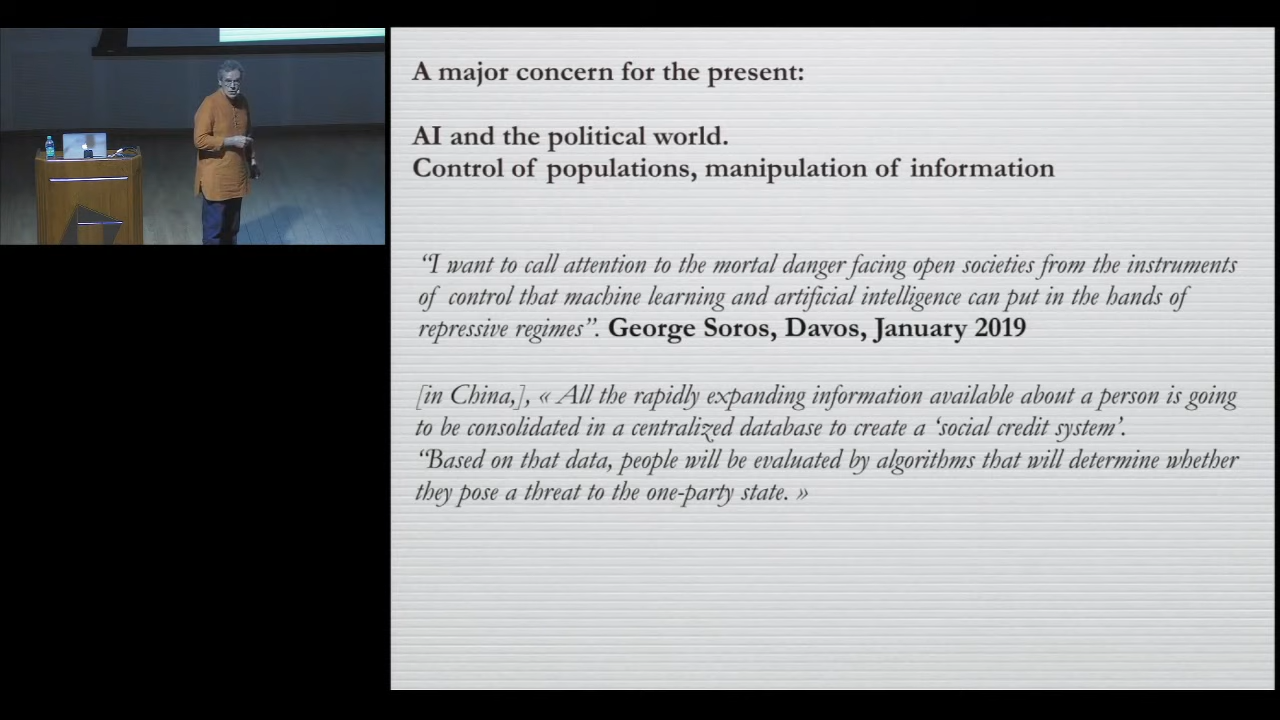 A major concern for the present:
AI and the political world.
Control of populations, manipulation of information
“I want to call attention to the mortal danger facing open societies from the instruments
of control that machine learning and artificial intelligence can put in the hands of
repressive regimes”. George Soros, Davos, January 2019
[in China,], « All the rapidly expanding information available about a person is going
to be consolidated in a centralized database to create a ‘social credit system’.
“Based on that data, people will be evaluated by algorithms that will determine whether
they pose a threat to the one-party state. »